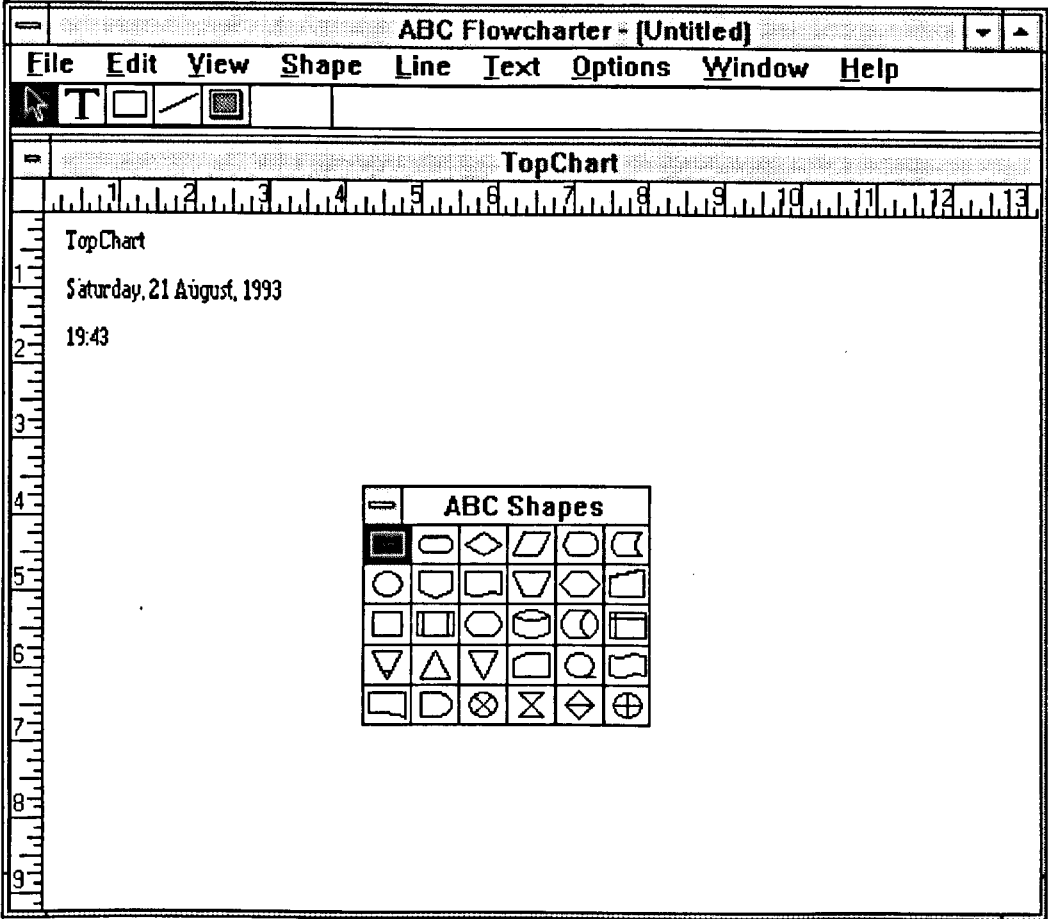 ABC Flowcharter - [Untitled]
File Edit View Shape Line Text Options Window Help
T
TopChart
1 2 3 4 5 6 7 8 9 10 11 12 13
TopChart
1
Saturday, 21 August, 1993
19:43
2
3
4
ABC Shapes
5
6
7
8
9